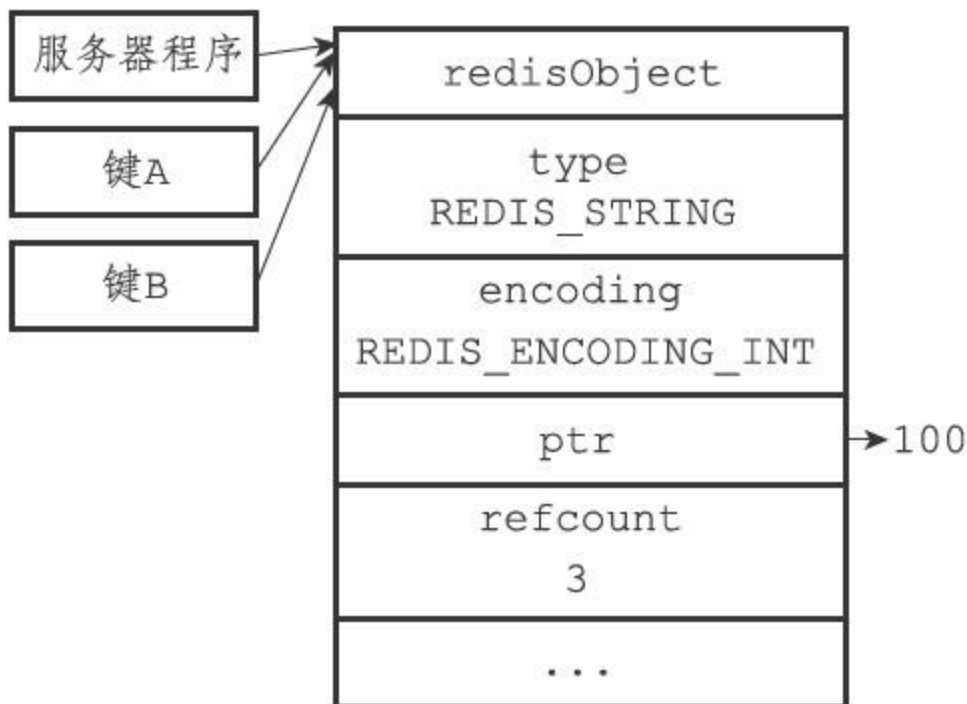 服务器程序
键A
键B
redisObject
type
REDIS_STRING
encoding
REDIS_ENCODING_INT
ptr
100
refcount
3
...